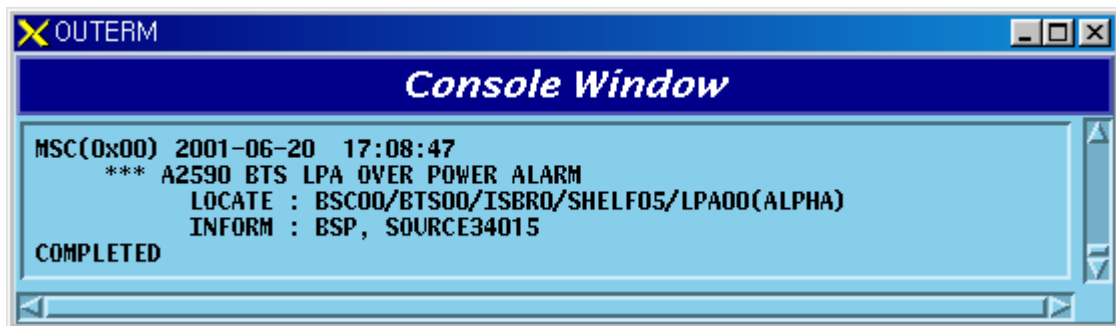 OUTERM
Console Window
MSC(0x00) 2001-06-20 17:08:47
*** A2590 BTS LPA OVER POWER ALARM
LOCATE : BSC00/BTS00/ISBR0/SHELF05/LPA00(ALPHA)
INFORM : BSP, SOURCE34015
COMPLETED